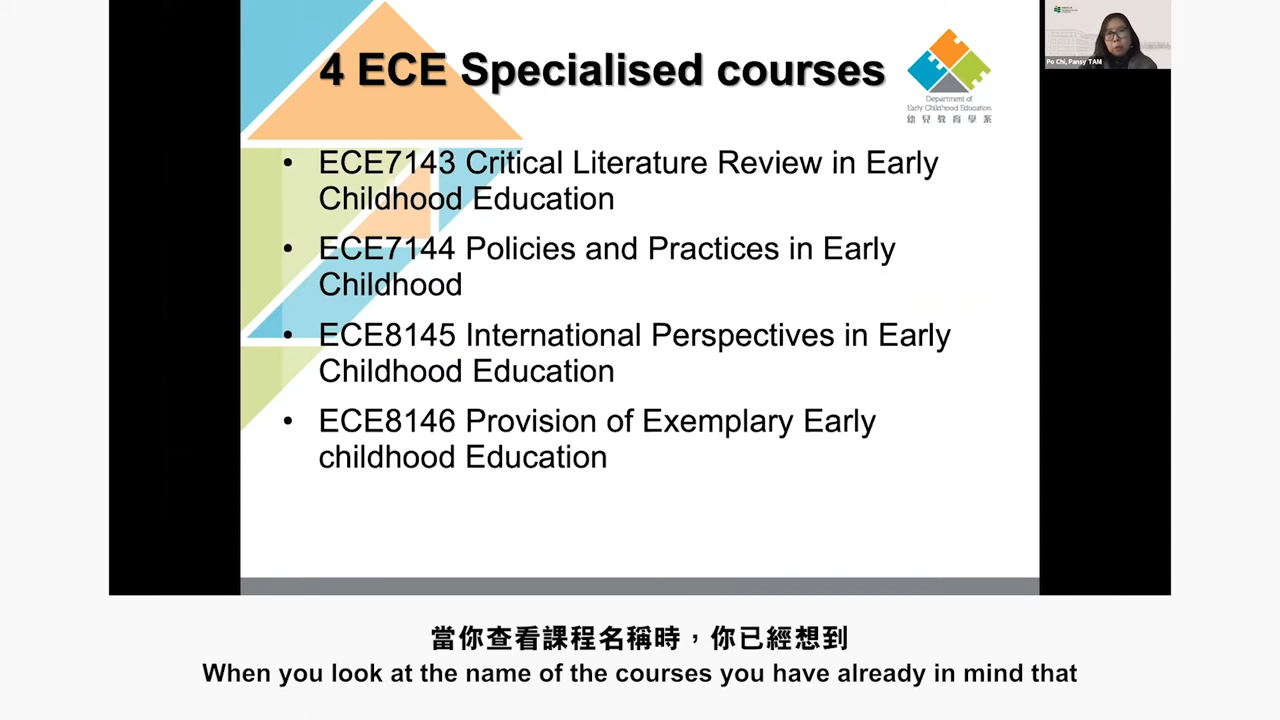 4 ECE Specialised courses
Department of
Early Childhood Education
幼兒教育學系
• ECE7143 Critical Literature Review in Early
Childhood Education
• ECE7144 Policies and Practices in Early
Childhood
• ECE8145 International Perspectives in Early
Childhood Education
• ECE8146 Provision of Exemplary Early
childhood Education
Po Chi, Pansy TAM
當你查看課程名稱時，你已經想到
When you look at the name of the courses you have already in mind that